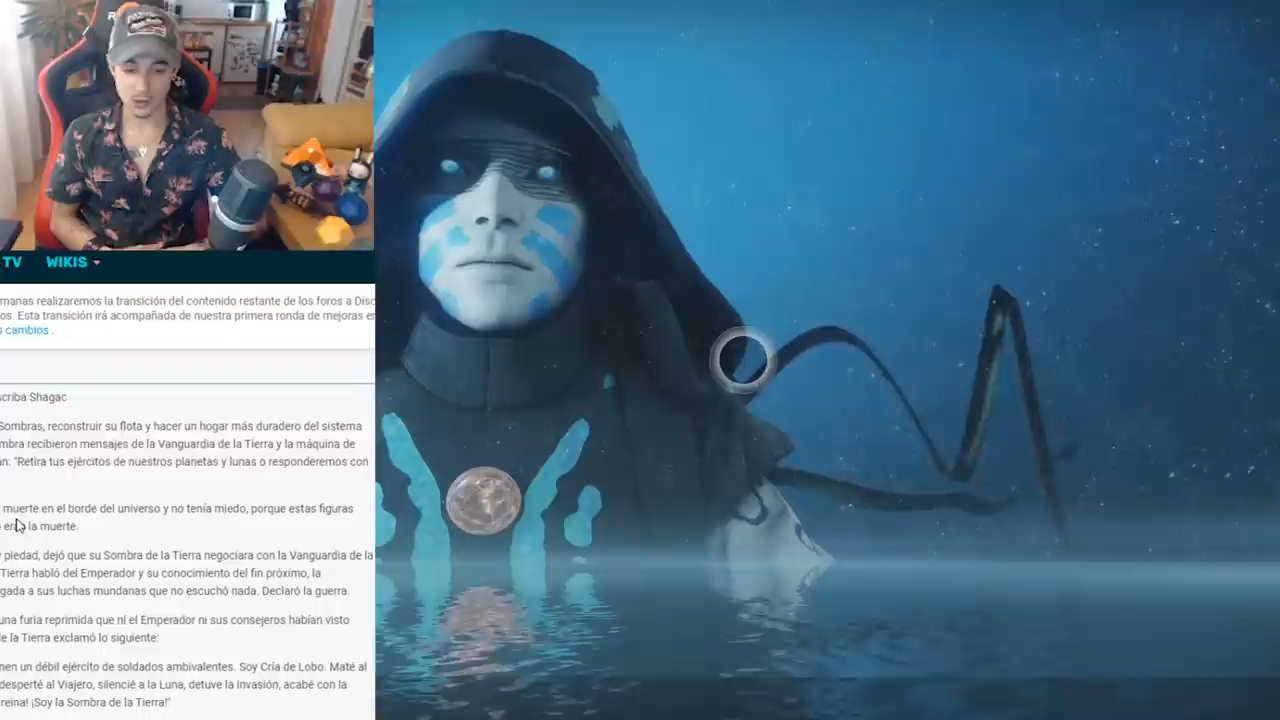 TV WIKIS
manas realizaremos la transición del contenido restante de los foros a Disc
os. Esta transición irá acompañada de nuestra primera ronda de mejoras en
s cambios .
scriba Shagac
Sombras, reconstruir su flota y hacer un hogar más duradero del sistema
mbra recibieron mensajes de la Vanguardia de la Tierra y la máquina de
an: "Retira tus ejércitos de nuestros planetas y lunas o responderemos con
muerte en el borde del universo y no tenía miedo, porque estas figuras
la muerte.
y piedad, dejó que su Sombra de la Tierra negociara con la Vanguardia de la
Tierra habló del Emperador y su conocimiento del fin próximo, la
gada a sus luchas mundanas que no escuchó nada. Declaró la guerra.
una furia reprimida que ni el Emperador ni sus consejeros habían visto
de la Tierra exclamó lo siguiente:
nen un débil ejército de soldados ambivalentes. Soy Cría de Lobo. Maté al
desperté al Viajero, silencié a la Luna, detuve la invasión, acabé con la
reina! ¡Soy la Sombra de la Tierra!"